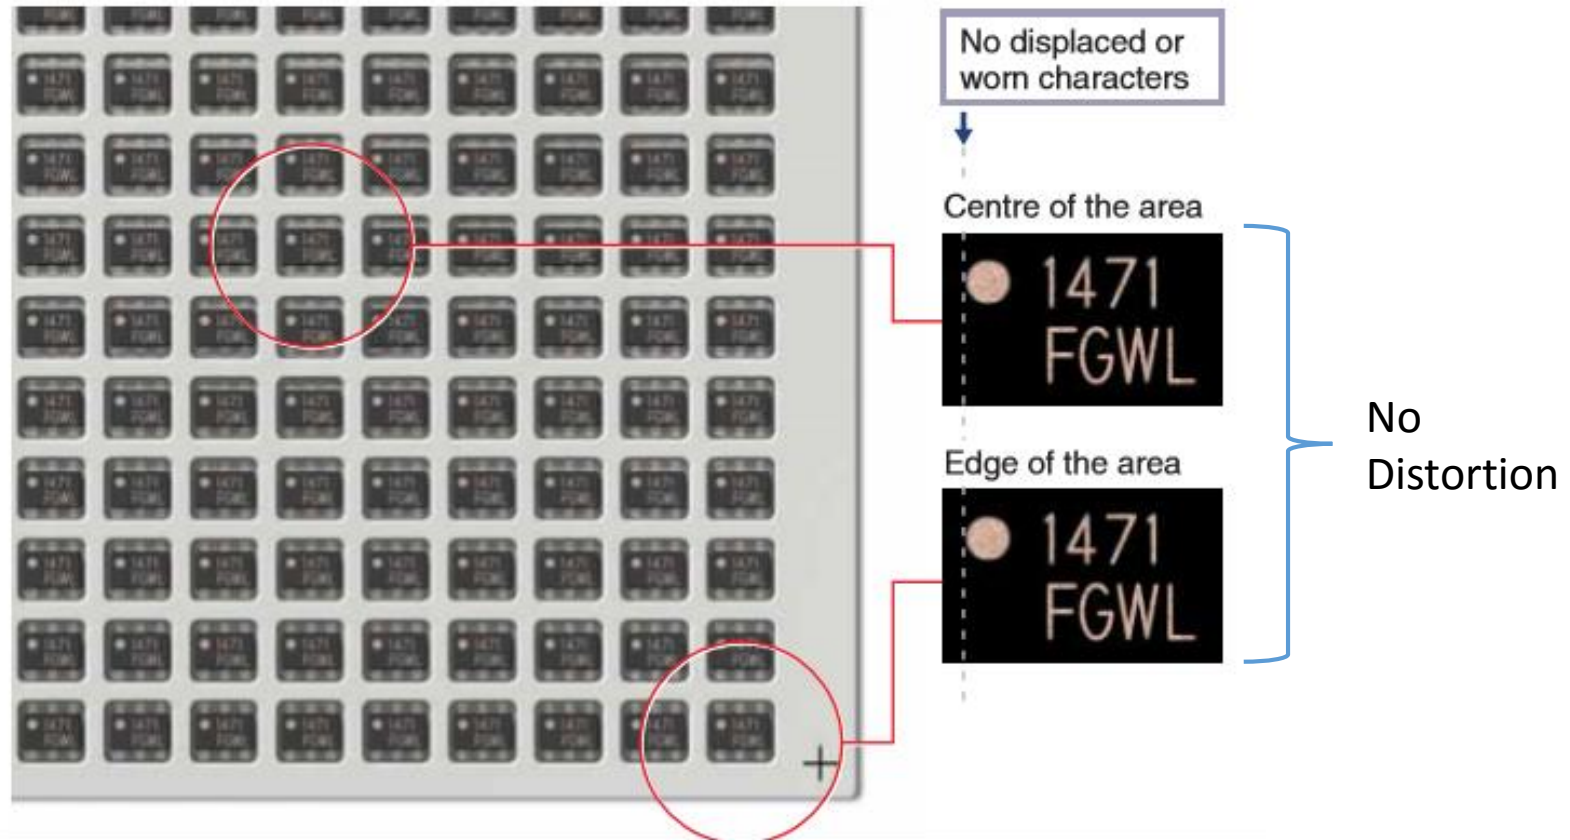 No displaced or
worn characters
Centre of the area
1471
FGWL
Edge of the area
1471
FGWL
No
Distortion